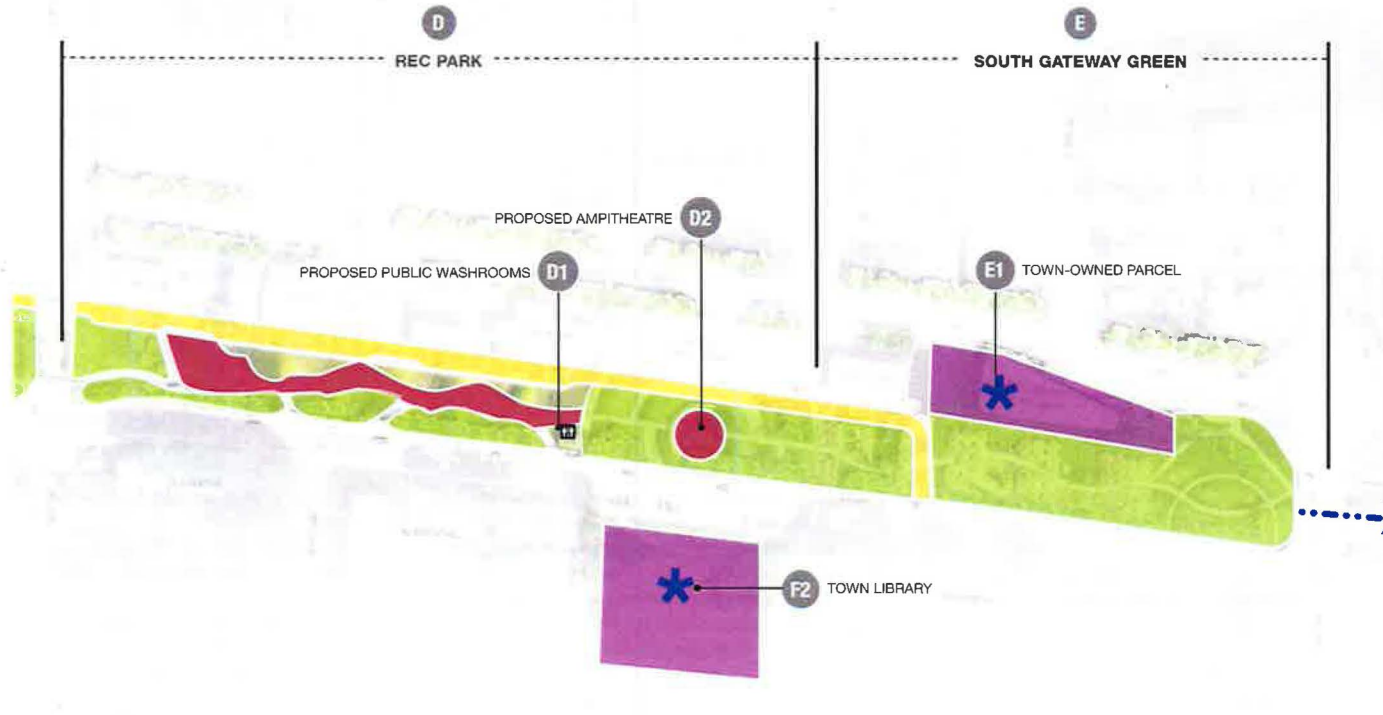 D
REC PARK
E
SOUTH GATEWAY GREEN
PROPOSED AMPITHEATRE D2
PROPOSED PUBLIC WASHROOMS D1
E1 TOWN-OWNED PARCEL
F2 TOWN LIBRARY